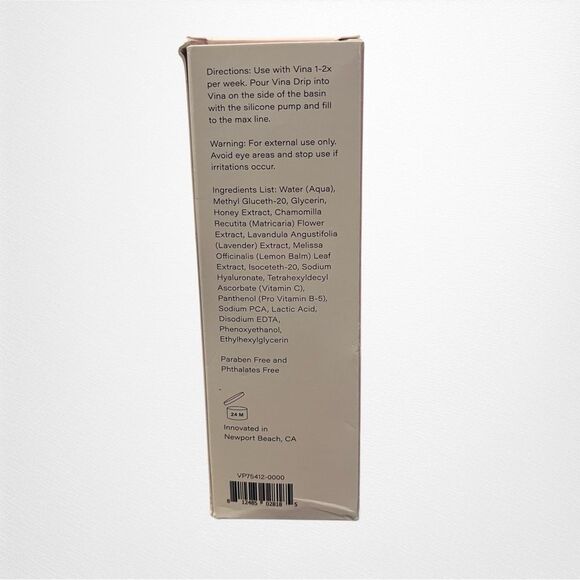 Directions: Use with Vina 1-2x
per week. Pour Vina Drip into
Vina on the side of the basin
with the silicone pump and fill
to the max line.
Warning: For external use only.
Avoid eye areas and stop use if
irritations occur.
Ingredients List: Water (Aqua),
Methyl Gluceth-20, Glycerin,
Honey Extract, Chamomilla
Recutita (Matricaria) Flower
Extract, Lavandula Angustifolia
(Lavender) Extract, Melissa
Officinalis (Lemon Balm) Leaf
Extract, Isoceteth-20, Sodium
Hyaluronate, Tetrahexyldecyl
Ascorbate (Vitamin C),
Panthenol (Pro Vitamin B-5),
Sodium PCA, Lactic Acid,
Disodium EDTA,
Phenoxyethanol,
Ethylhexylglycerin
Paraben Free and
Phthalates Free
24 M
Innovated in
Newport Beach, CA
VP75412-0000
8 12485 02818 5